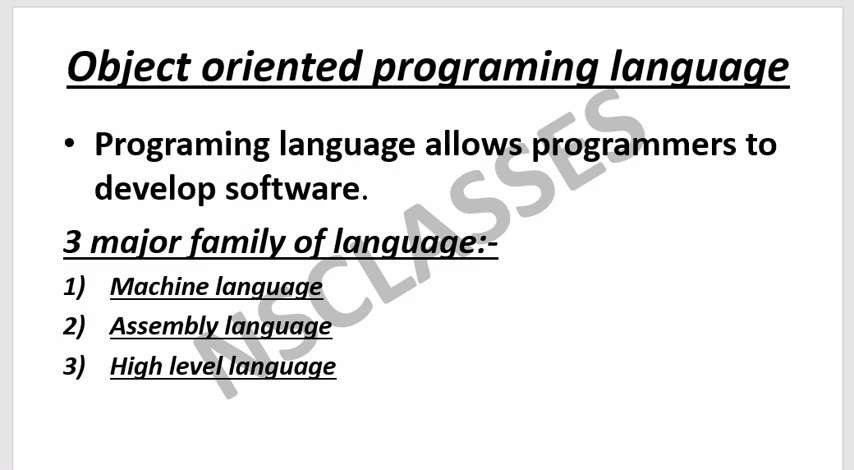 Object oriented programing language
• Programing language allows programmers to
develop software.
3 major family of language:-
1) Machine language
2) Assembly language
3) High level language
NSCLASSES